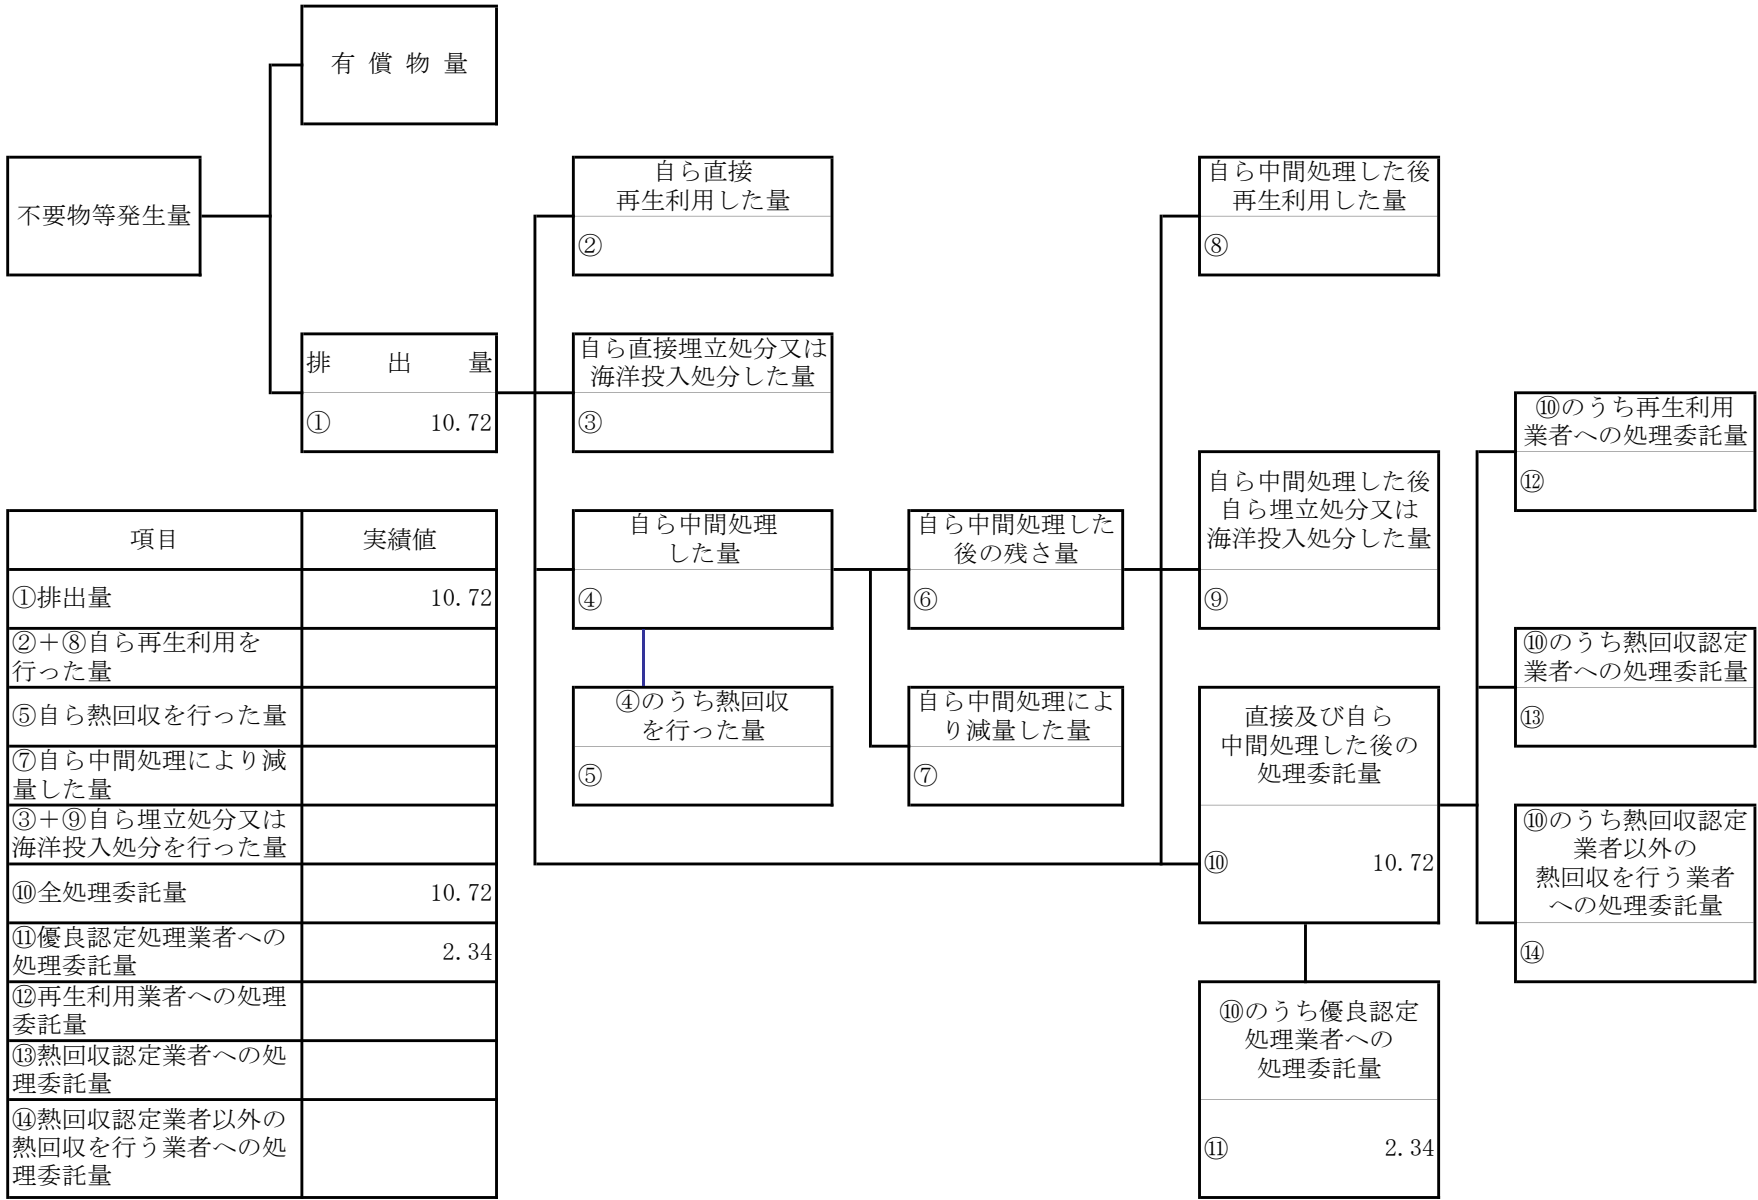 有償物量
不要物等発生量
排出量
① 10.72
自ら直接
再生利用した量
②
自ら直接埋立処分又は
海洋投入処分した量
③
自ら中間処理
した量
④
④のうち熱回収
を行った量
⑤
自ら中間処理した
後の残さ量
⑥
自ら中間処理によ
り減量した量
⑦
自ら中間処理した後
再生利用した量
⑧
自ら中間処理した後
自ら埋立処分又は
海洋投入処分した量
⑨
直接及び自ら
中間処理した後の
処理委託量
⑩ 10.72
⑩のうち優良認定
処理業者への
処理委託量
⑪ 2.34
⑩のうち再生利用
業者への処理委託量
⑫
⑩のうち熱回収認定
業者への処理委託量
⑬
⑩のうち熱回収認定
業者以外の
熱回収を行う業者
への処理委託量
⑭
項目 実績値
①排出量 10.72
②＋⑧自ら再生利用を
行った量
⑤自ら熱回収を行った量
⑦自ら中間処理により減
量した量
③＋⑨自ら埋立処分又は
海洋投入処分を行った量
⑩全処理委託量 10.72
⑪優良認定処理業者への
処理委託量 2.34
⑫再生利用業者への処理
委託量
⑬熱回収認定業者への処
理委託量
⑭熱回収認定業者以外の
熱回収を行う業者への処
理委託量